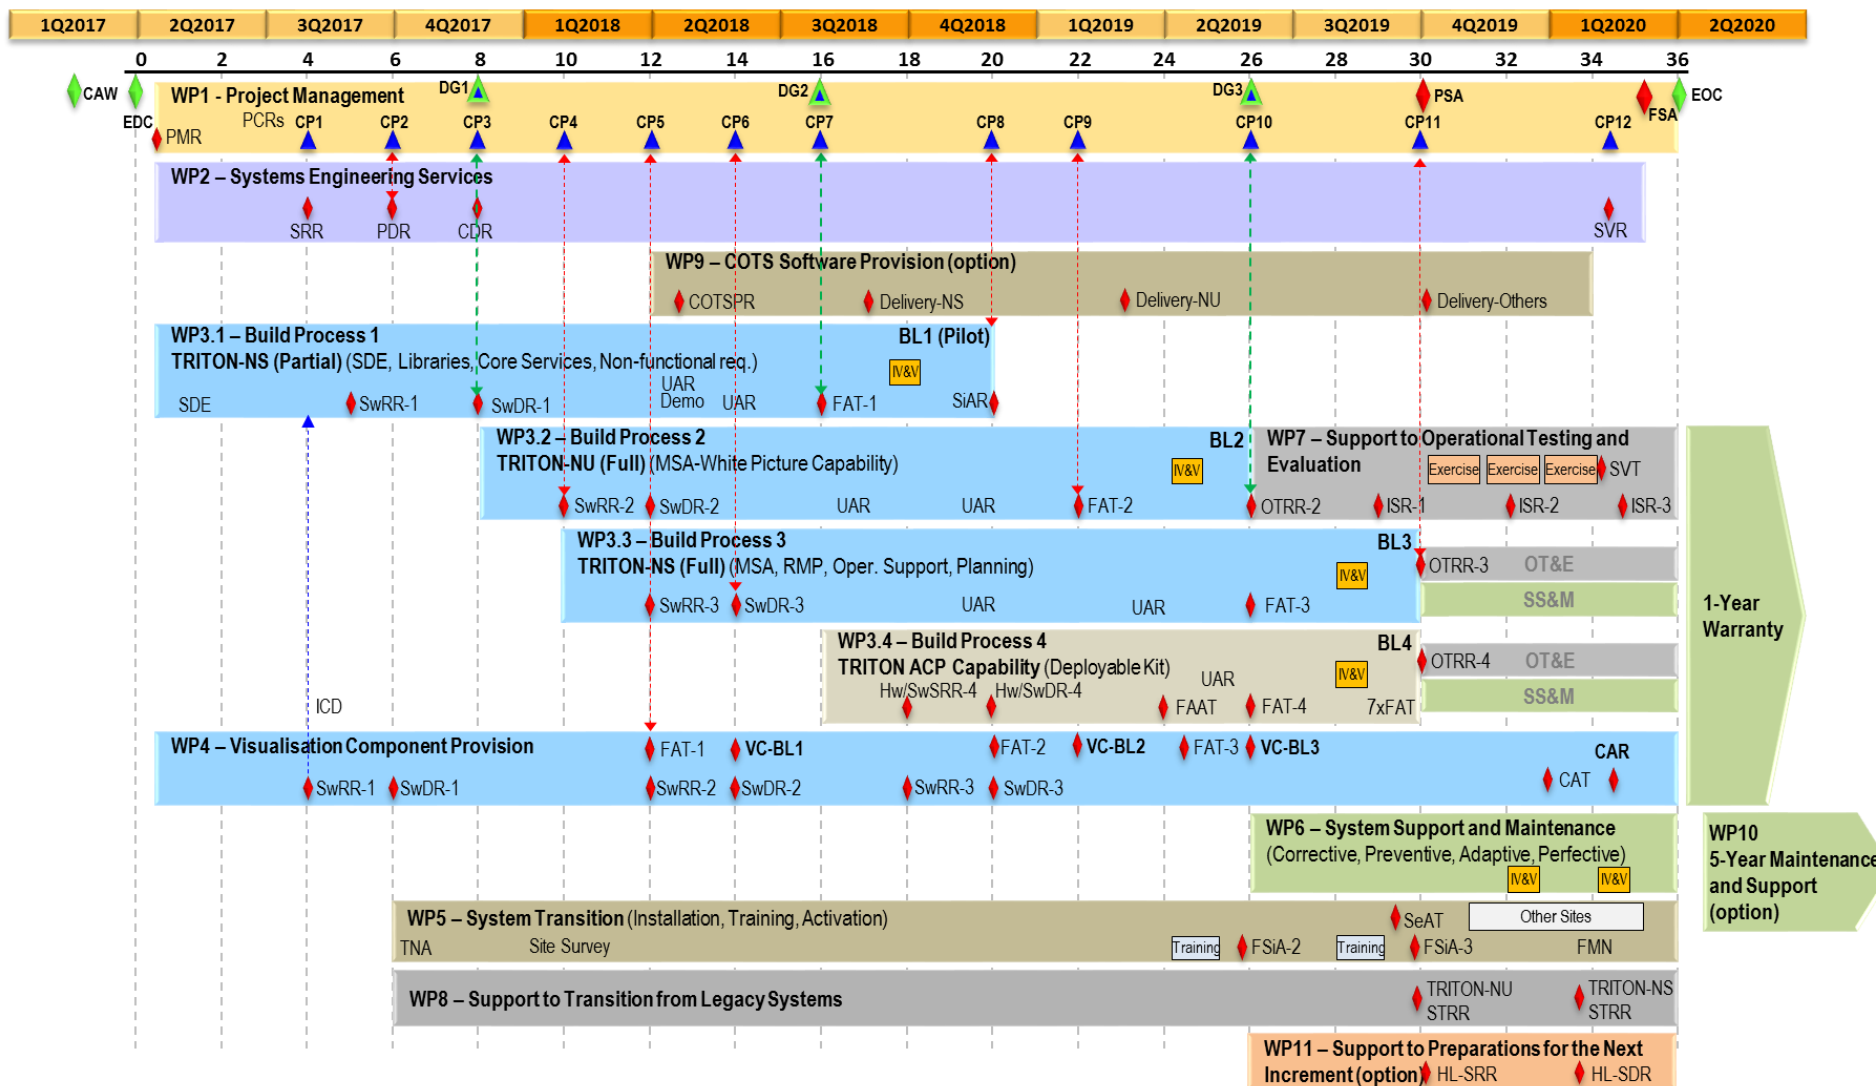 1Q2017 2Q2017 3Q2017 4Q2017 1Q2018 2Q2018 3Q2018 4Q2018 1Q2019 2Q2019 3Q2019 4Q2019 1Q2020 2Q2020
0 2 4 6 8 10 12 14 16 18 20 22 24 26 28 30 32 34 36
CAW EDC DG1 DG2 DG3 PSA FSA EOC
WP1 - Project Management
PCRs
PMR CP1 CP2 CP3 CP4 CP5 CP6 CP7 CP8 CP9 CP10 CP11 CP12
WP2 – Systems Engineering Services
SRR PDR CDR SVR
WP9 – COTS Software Provision (option)
COTSPR Delivery-NS Delivery-NU Delivery-Others
WP3.1 – Build Process 1 BL1 (Pilot)
TRITON-NS (Partial) (SDE, Libraries, Core Services, Non-functional req.)
IV&V
UAR
SDE SwRR-1 SwDR-1 Demo UAR FAT-1 SiAR
WP3.2 – Build Process 2 BL2
TRITON-NU (Full) (MSA-White Picture Capability)
IV&V
SwRR-2 SwDR-2 UAR UAR FAT-2
WP7 – Support to Operational Testing and
Evaluation
Exercise Exercise Exercise SVT
OTRR-2 ISR-1 ISR-2 ISR-3
WP3.3 – Build Process 3 BL3
TRITON-NS (Full) (MSA, RMP, Oper. Support, Planning)
IV&V
SwRR-3 SwDR-3 UAR UAR FAT-3
OTRR-3 OT&E
SS&M
WP3.4 – Build Process 4 BL4
TRITON ACP Capability (Deployable Kit)
IV&V
UAR
Hw/SwSRR-4 Hw/SwDR-4
FAAT FAT-4 7xFAT
OTRR-4 OT&E
SS&M
ICD
WP4 – Visualisation Component Provision
FAT-1 VC-BL1 FAT-2 VC-BL2 FAT-3 VC-BL3 CAR
SwRR-1 SwDR-1 SwRR-2 SwDR-2 SwRR-3 SwDR-3 CAT
1-Year
Warranty
WP6 – System Support and Maintenance
(Corrective, Preventive, Adaptive, Perfective)
IV&V IV&V
WP10
5-Year Maintenance
and Support
(option)
WP5 – System Transition (Installation, Training, Activation)
SeAT Other Sites
TNA Site Survey Training FSiA-2 Training FSiA-3 FMN
WP8 – Support to Transition from Legacy Systems
TRITON-NU
STRR
TRITON-NS
STRR
WP11 – Support to Preparations for the Next
Increment (option) HL-SRR HL-SDR